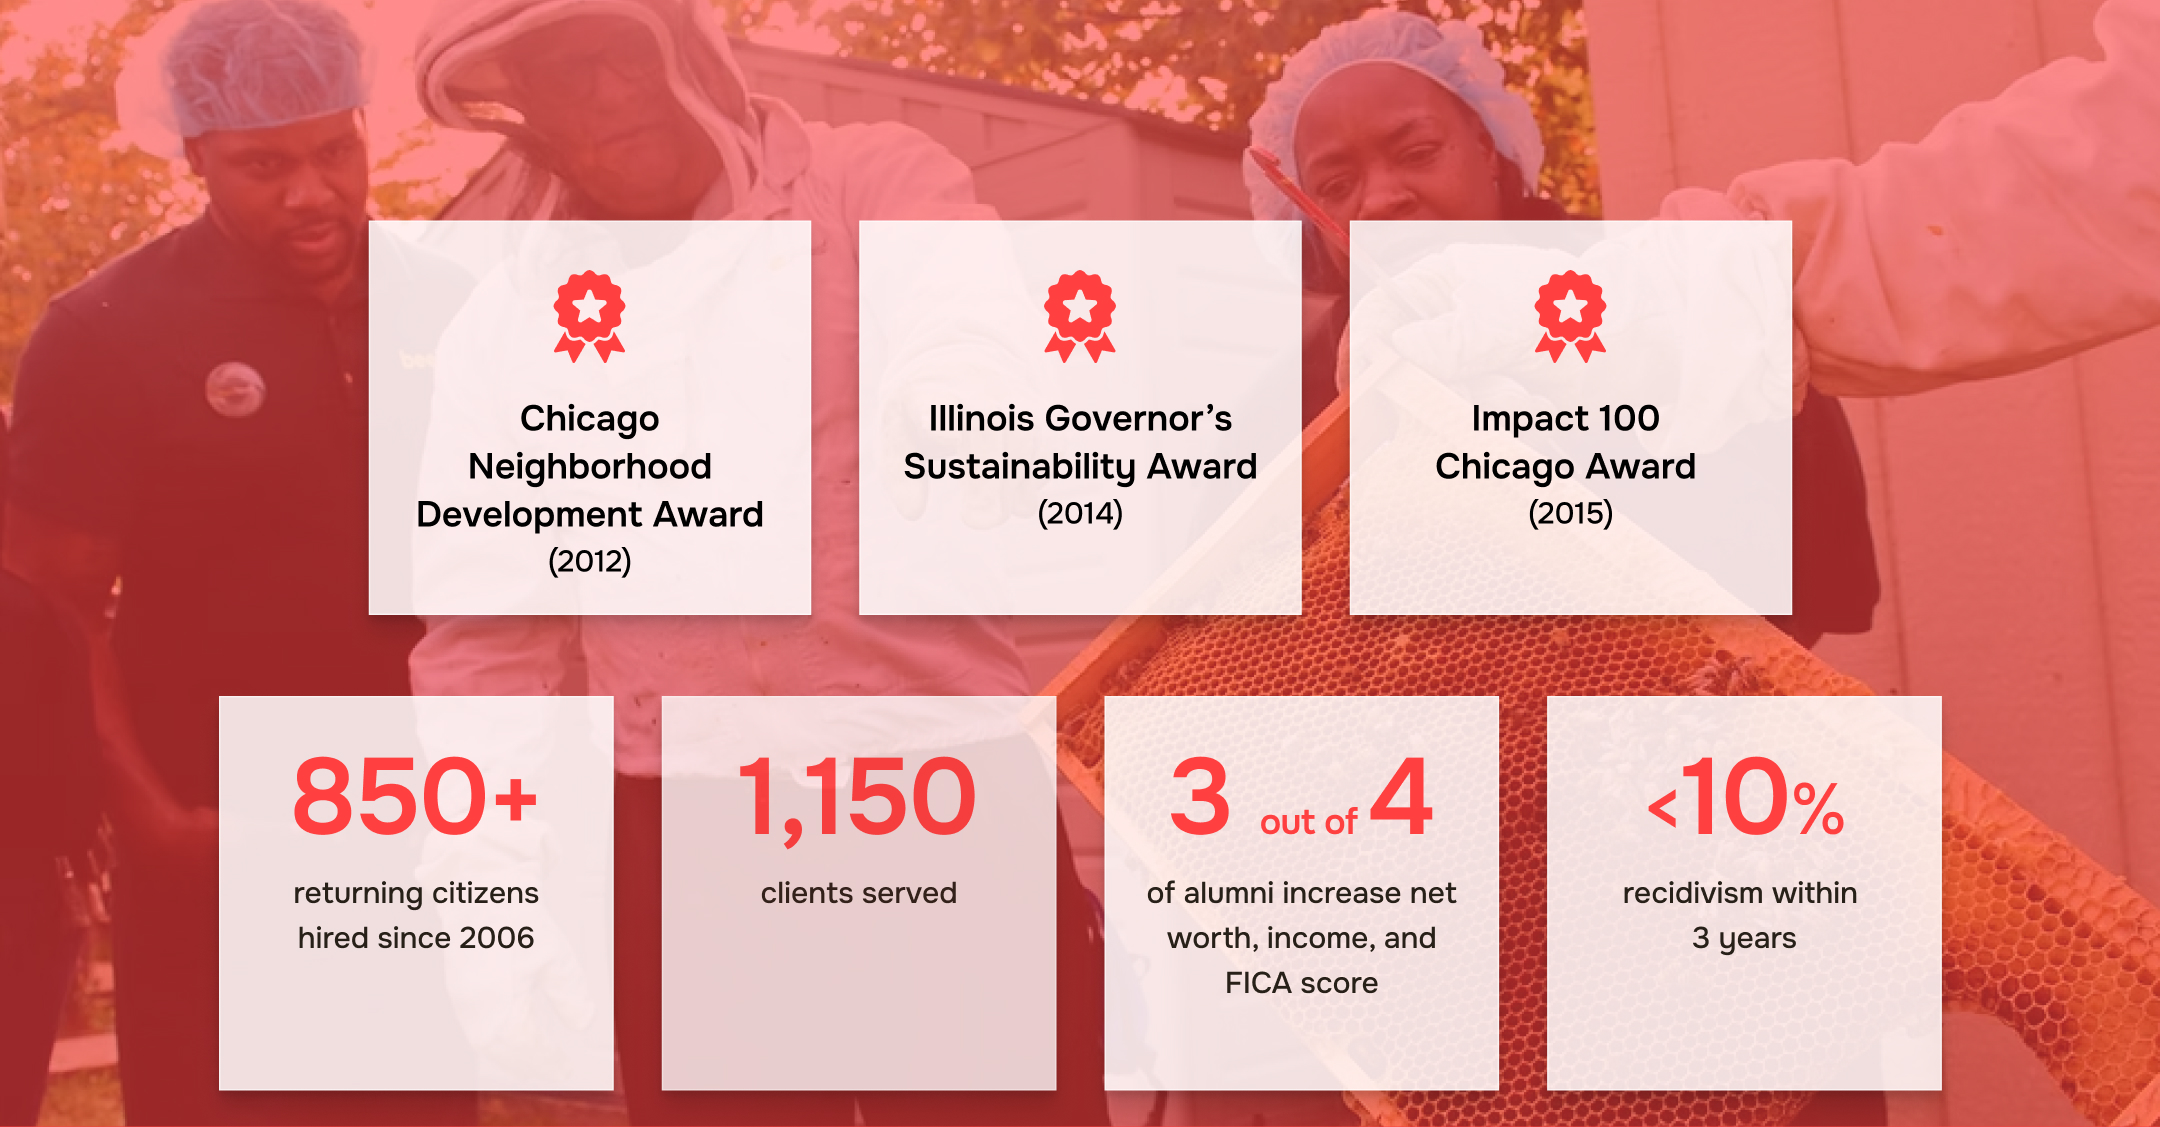 Chicago
Neighborhood
Development Award
(2012)
Illinois Governor’s
Sustainability Award
(2014)
Impact 100
Chicago Award
(2015)
850+
returning citizens
hired since 2006
1,150
clients served
3 out of 4
of alumni increase net
worth, income, and
FICA score
<10%
recidivism within
3 years